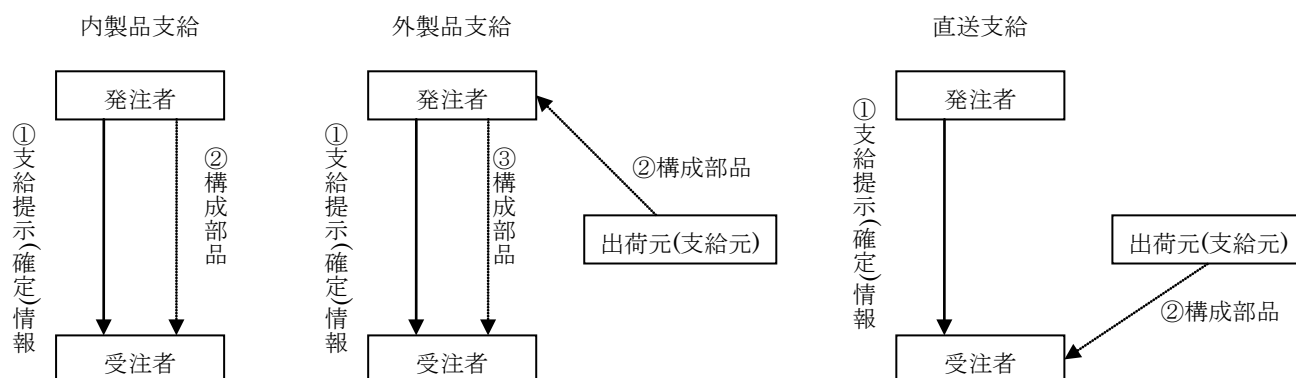 内製品支給
発注者
①支給提示(確定)情報
②構成部品
受注者
外製品支給
発注者
①支給提示(確定)情報
③構成部品
②構成部品
出荷元(支給元)
受注者
直送支給
発注者
①支給提示(確定)情報
出荷元(支給元)
②構成部品
受注者